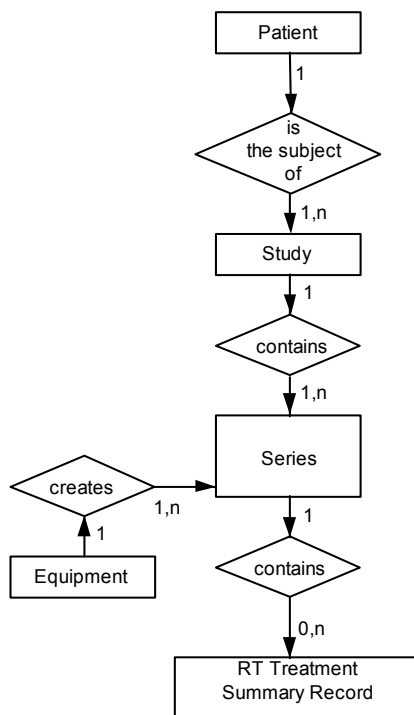 Patient
1
is
the subject
of
1,n
Study
1
contains
1,n
Series
creates
1,n
1
1
Equipment
contains
0,n
RT Treatment
Summary Record